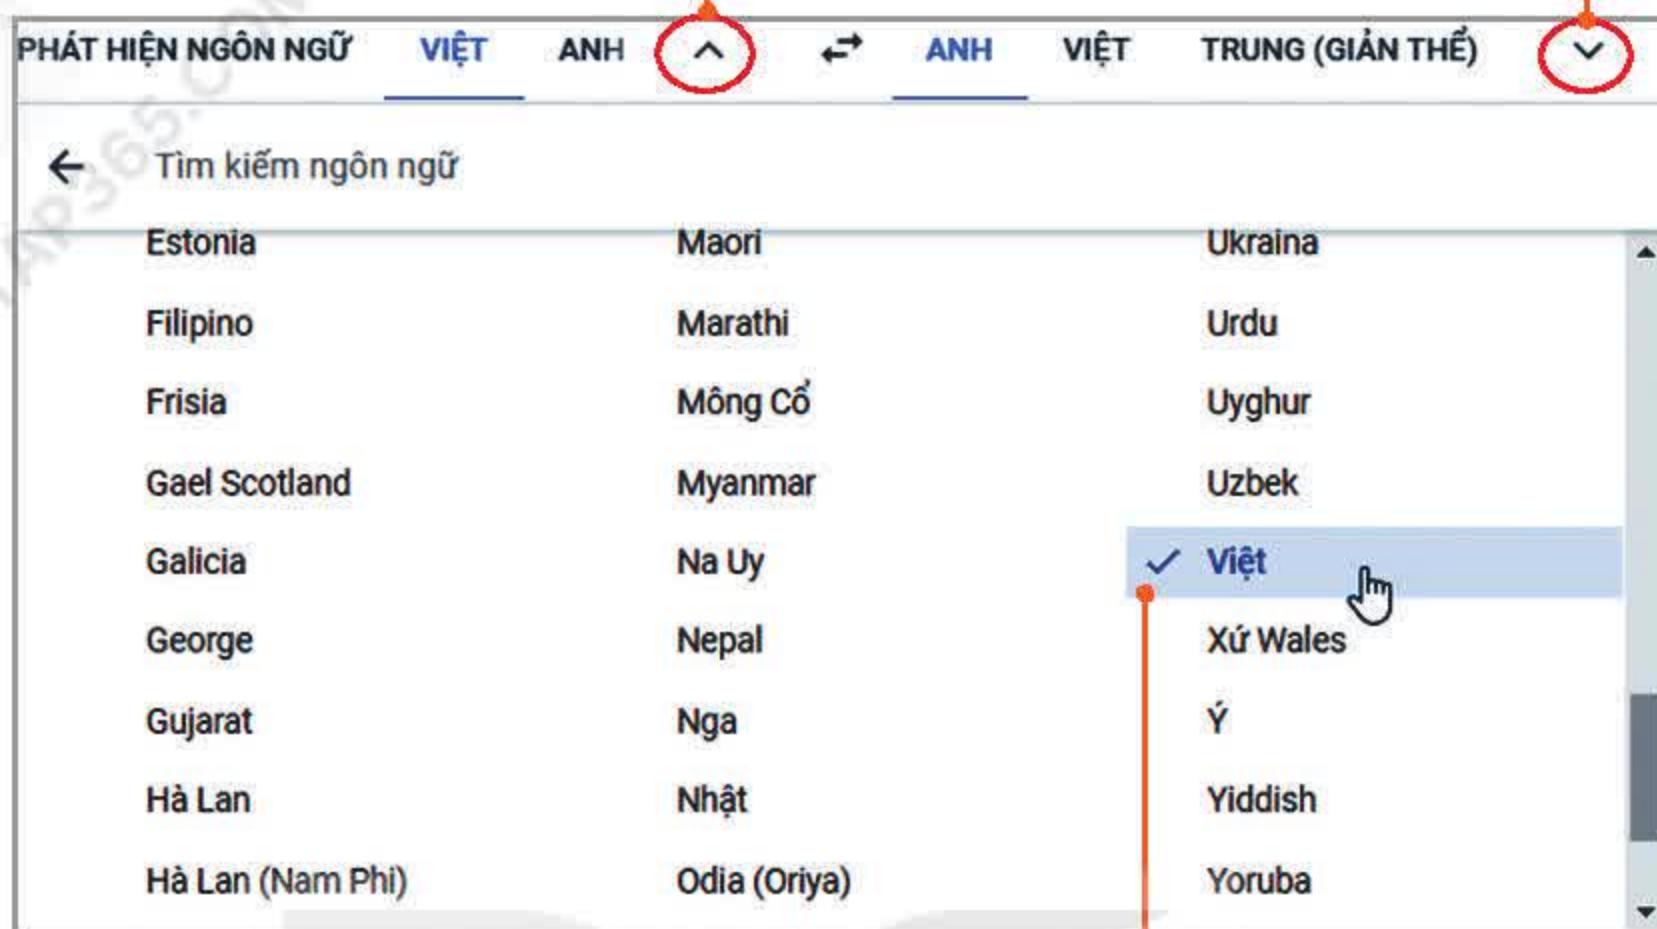 PHÁT HIỆN NGÔN NGỮ VIỆT ANH ANH VIỆT TRUNG (GIẢN THỂ)
Tìm kiếm ngôn ngữ
Estonia Maori Ukraina
Filipino Marathi Urdu
Frisia Mông Cổ Uyghur
Gael Scotland Myanmar Uzbek
Galicia Na Uy Việt
George Nepal Xứ Wales
Gujarat Nga Ý
Hà Lan Nhật Yiddish
Hà Lan (Nam Phi) Odia (Oriya) Yoruba